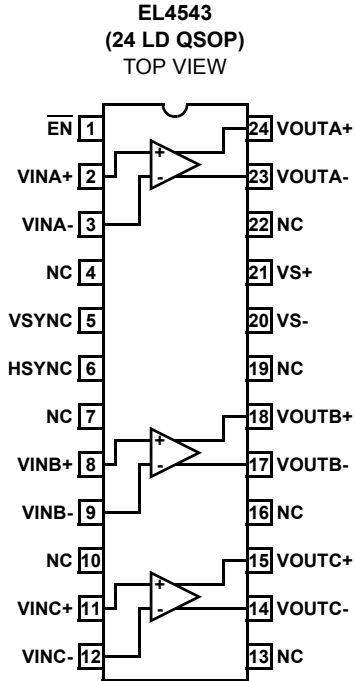 EL4543
(24 LD QSOP)
TOP VIEW
EN 1 24 VOUTA+
VINA+ 2 + 23 VOUTA-
VINA- 3 - 22 NC
NC 4 21 VS+
VSYNC 5 20 VS-
HSYNC 6 19 NC
NC 7 18 VOUTB+
VINB+ 8 + 17 VOUTB-
VINB- 9 - 16 NC
NC 10 15 VOUTC+
VINC+ 11 + 14 VOUTC-
VINC- 12 - 13 NC